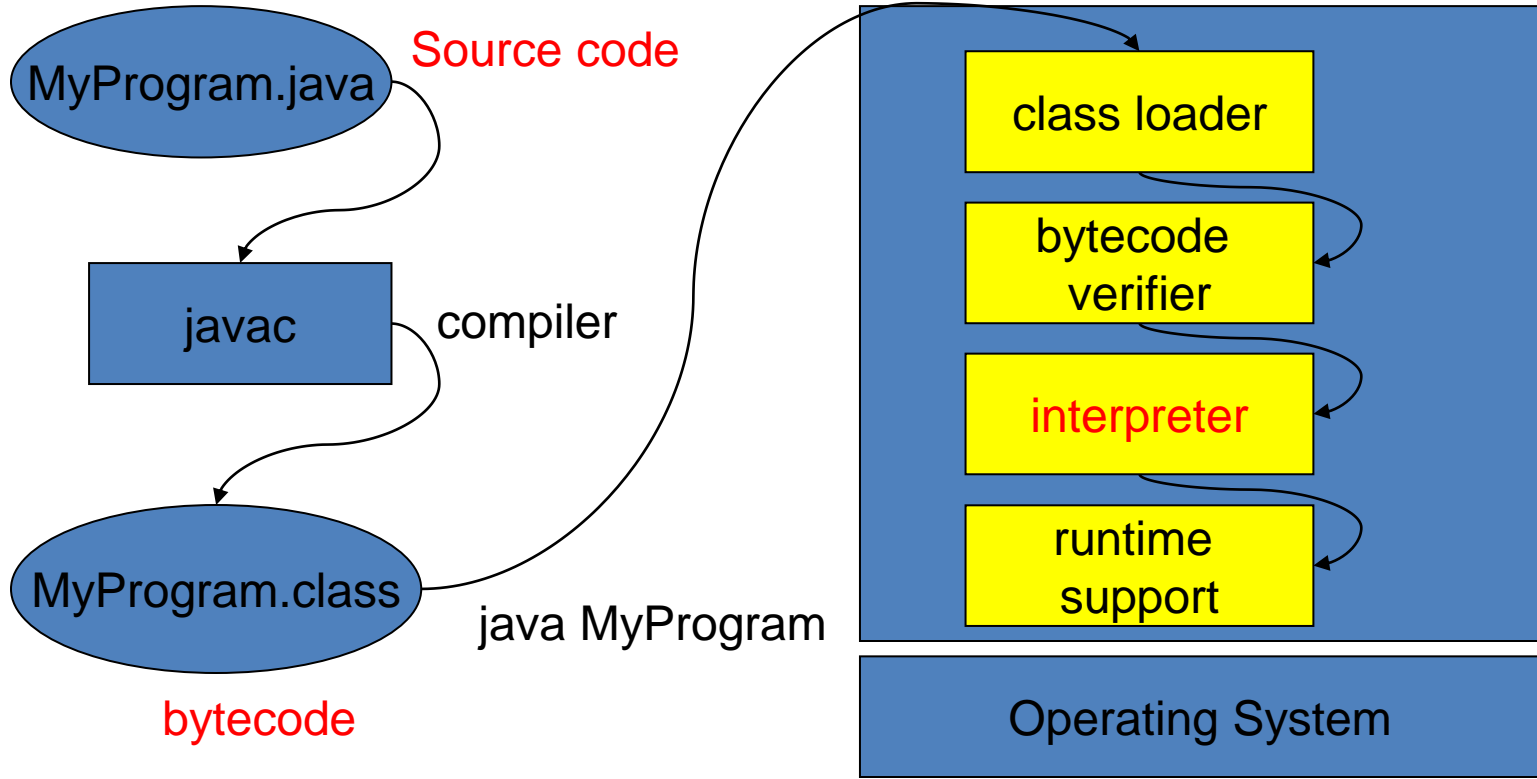 MyProgram.java
Source code
javac
compiler
MyProgram.class
bytecode
java MyProgram
class loader
bytecode
verifier
interpreter
runtime
support
Operating System